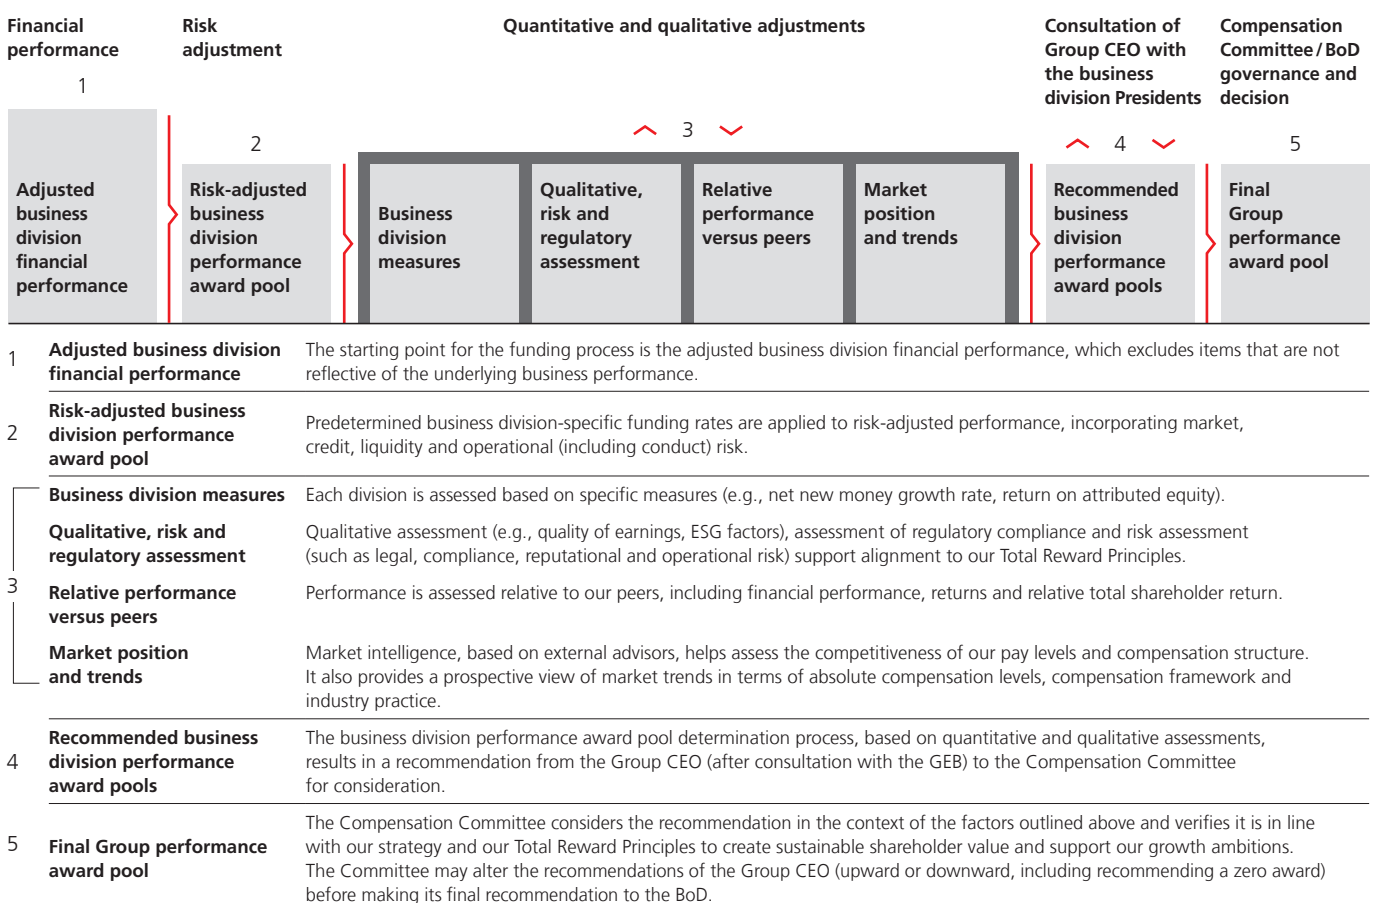 Financial
performance
Risk
adjustment
Quantitative and qualitative adjustments
Consultation of
Group CEO with
the business
division Presidents
Compensation
Committee / BoD
governance and
decision
1
2
3
4
5
Adjusted
business
division
financial
performance
Risk-adjusted
business
division
performance
award pool
Business
division
measures
Qualitative,
risk and
regulatory
assessment
Relative
performance
versus peers
Market
position
and trends
Recommended
business
division
performance
award pools
Final
Group
performance
award pool
1
Adjusted business division
financial performance
The starting point for the funding process is the adjusted business division financial performance, which excludes items that are not
reflective of the underlying business performance.
2
Risk-adjusted business
division performance
award pool
Predetermined business division-specific funding rates are applied to risk-adjusted performance, incorporating market,
credit, liquidity and operational (including conduct) risk.
3
Business division measures
Each division is assessed based on specific measures (e.g., net new money growth rate, return on attributed equity).
Qualitative, risk and
regulatory assessment
Qualitative assessment (e.g., quality of earnings, ESG factors), assessment of regulatory compliance and risk assessment
(such as legal, compliance, reputational and operational risk) support alignment to our Total Reward Principles.
Relative performance
versus peers
Performance is assessed relative to our peers, including financial performance, returns and relative total shareholder return.
Market position
and trends
Market intelligence, based on external advisors, helps assess the competitiveness of our pay levels and compensation structure.
It also provides a prospective view of market trends in terms of absolute compensation levels, compensation framework and
industry practice.
4
Recommended business
division performance
award pools
The business division performance award pool determination process, based on quantitative and qualitative assessments,
results in a recommendation from the Group CEO (after consultation with the GEB) to the Compensation Committee
for consideration.
5
Final Group performance
award pool
The Compensation Committee considers the recommendation in the context of the factors outlined above and verifies it is in line
with our strategy and our Total Reward Principles to create sustainable shareholder value and support our growth ambitions.
The Committee may alter the recommendations of the Group CEO (upward or downward, including recommending a zero award)
before making its final recommendation to the BoD.